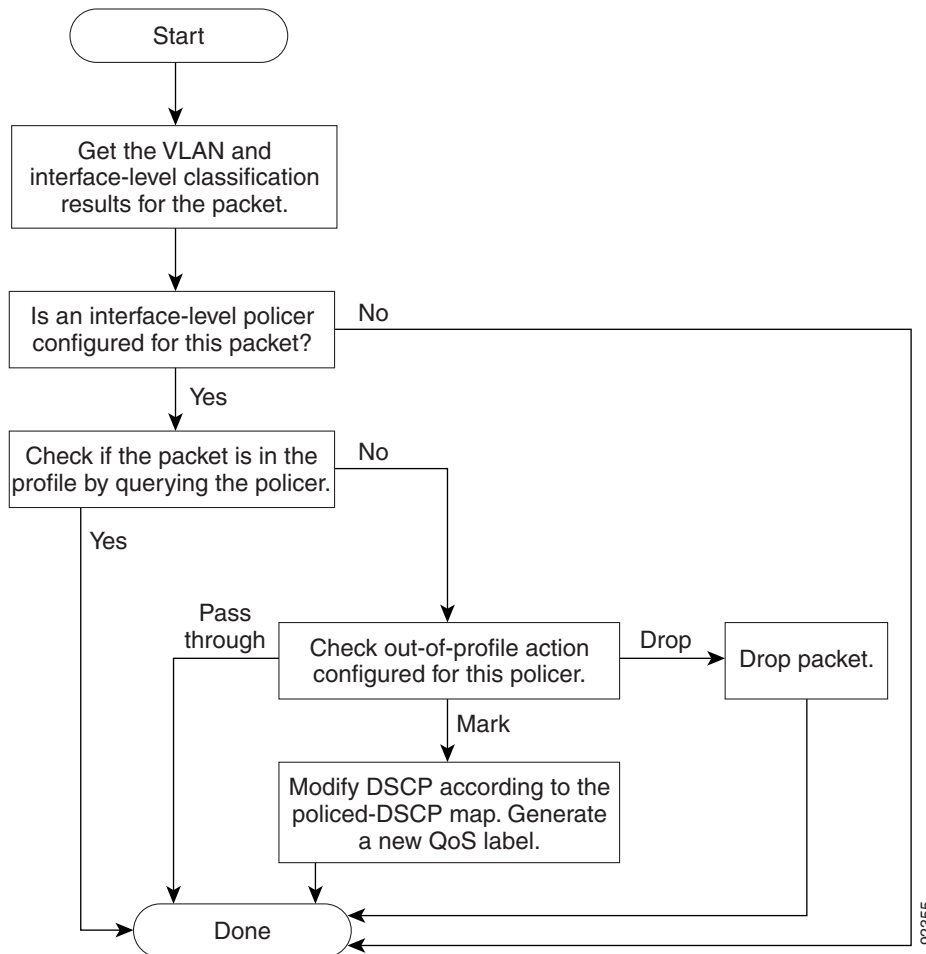 Start
Get the VLAN and
interface-level classification
results for the packet.
Is an interface-level policer
configured for this packet?
No
Yes
Check if the packet is in the
profile by querying the policer.
No
Yes
Pass
through
Check out-of-profile action
configured for this policer.
Drop
Drop packet.
Mark
Modify DSCP according to the
policed-DSCP map. Generate
a new QoS label.
Done
92355